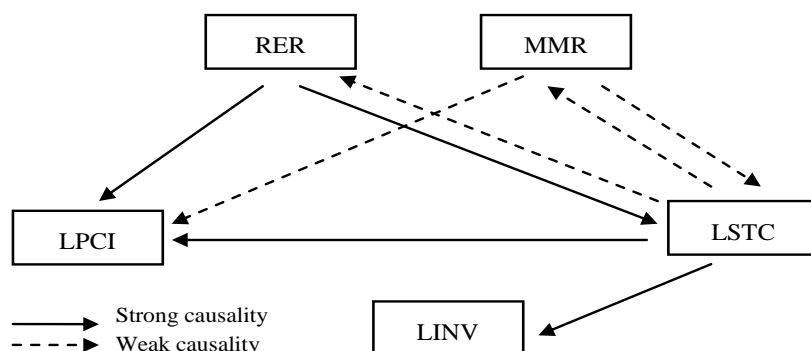 RER MMR
LPCI LSTC
Strong causality
LINV
Weak causality